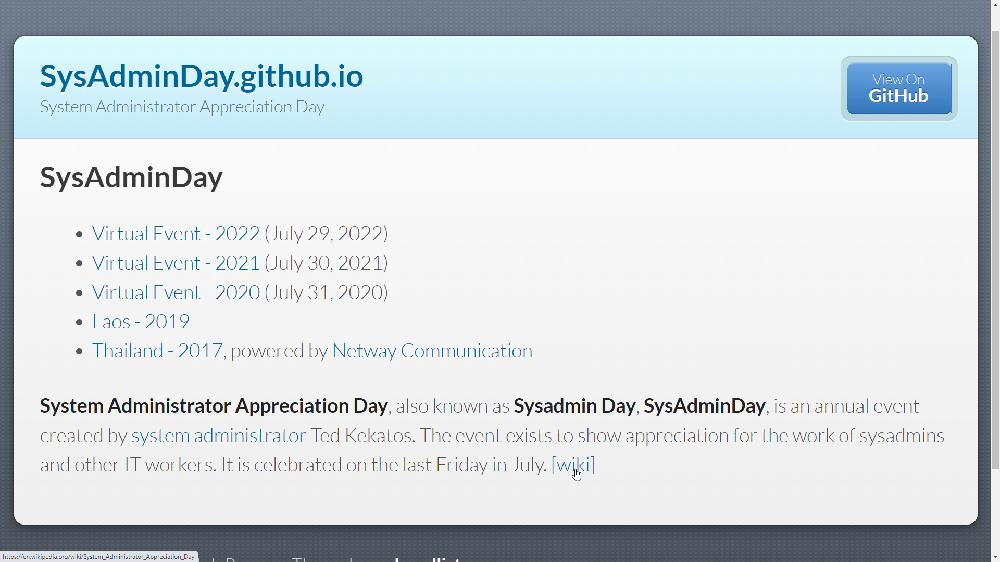 SysAdminDay.github.io
System Administrator Appreciation Day
View On
GitHub
SysAdminDay
Virtual Event - 2022 (July 29, 2022)
Virtual Event - 2021 (July 30, 2021)
Virtual Event - 2020 (July 31, 2020)
Laos - 2019
Thailand - 2017, powered by Netway Communication
System Administrator Appreciation Day, also known as Sysadmin Day, SysAdminDay, is an annual event
created by system administrator Ted Kekatos. The event exists to show appreciation for the work of sysadmins
and other IT workers. It is celebrated on the last Friday in July. [wiki]
https://en.wikipedia.org/wiki/System_Administrator_Appreciation_Day